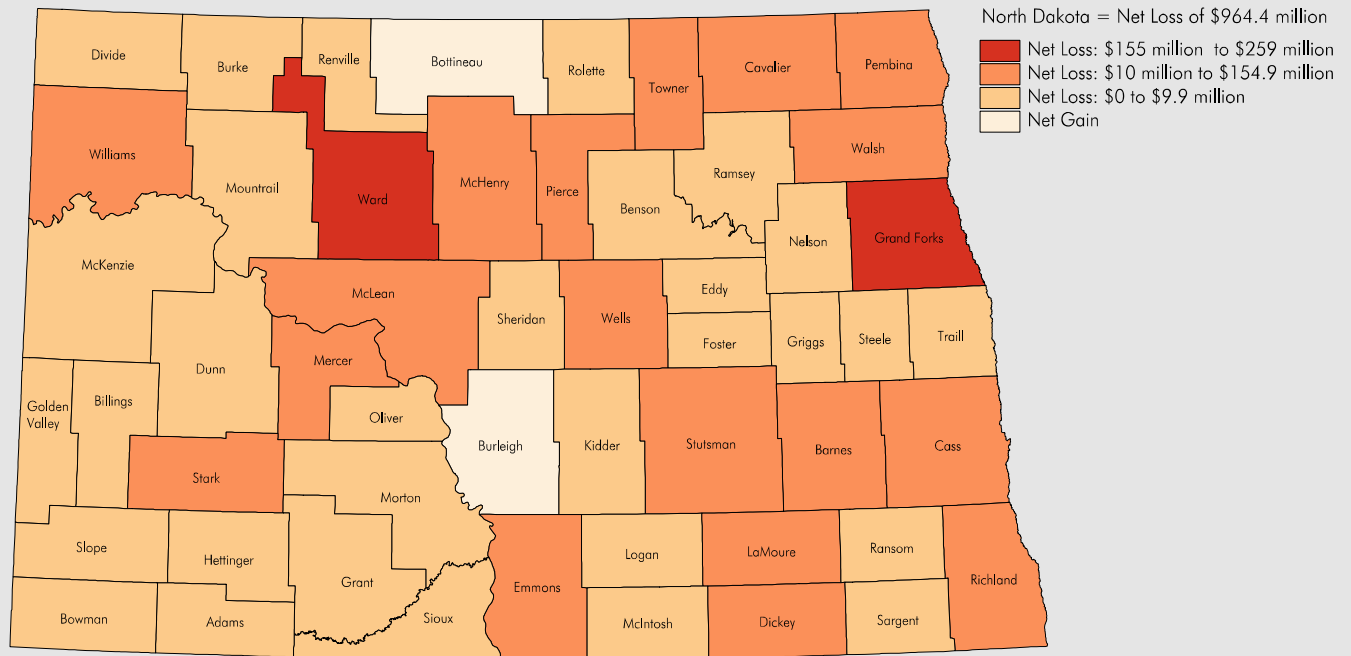 North Dakota = Net Loss of $964.4 million
Net Loss: $155 million to $259 million
Net Loss: $10 million to $154.9 million
Net Loss: $0 to $9.9 million
Net Gain
Divide
Burke
Renville
Bottineau
Rolette
Towner
Cavalier
Pembina
Williams
Mountrail
Ward
McHenry
Pierce
Benson
Ramsey
Walsh
Nelson
Grand Forks
McKenzie
McLean
Sheridan
Wells
Eddy
Foster
Griggs
Steele
Traill
Dunn
Mercer
Oliver
Golden
Valley
Billings
Stark
Morton
Burleigh
Kidder
Stutsman
Barnes
Cass
Slope
Hettinger
Grant
Emmons
Logan
LaMoure
Ransom
Richland
Bowman
Adams
Sioux
McIntosh
Dickey
Sargent